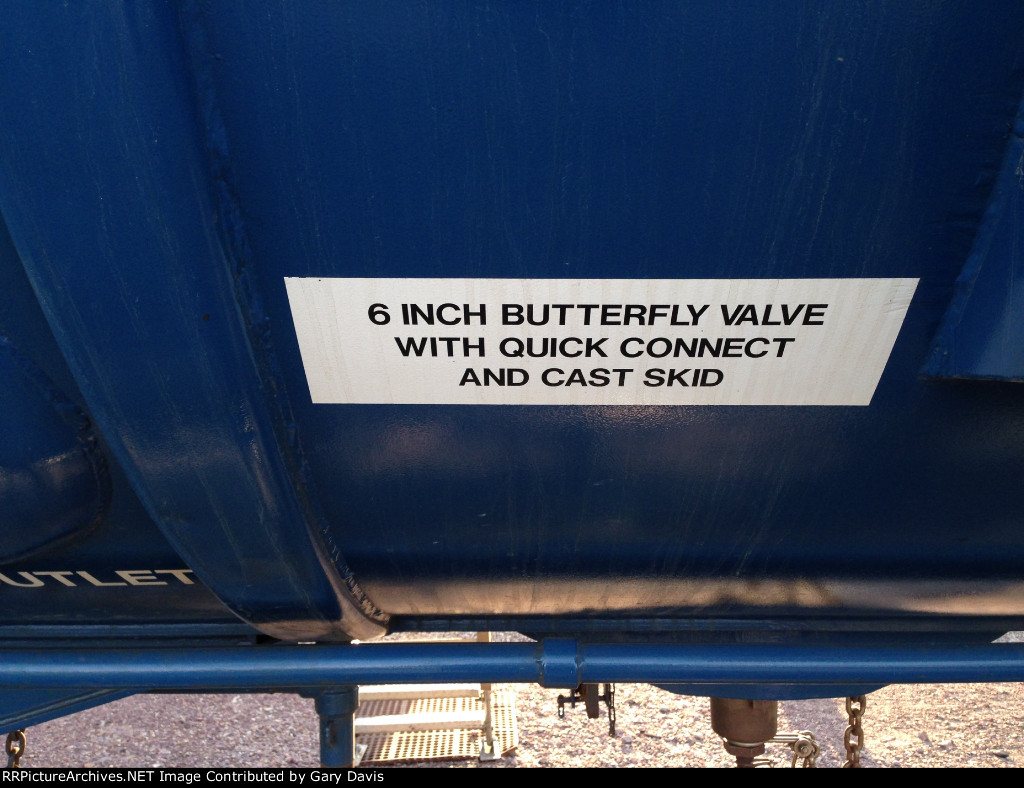 6 INCH BUTTERFLY VALVE
WITH QUICK CONNECT
AND CAST SKID
UTLET
RRPictureArchives.NET Image Contributed by Gary Davis